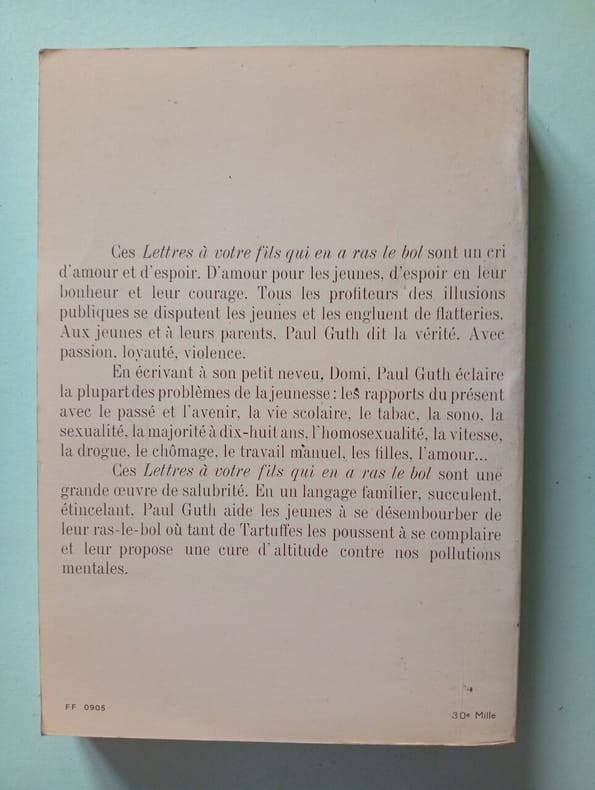 Ces Lettres à votre fils qui en a ras le bol sont un cri
d'amour et d'espoir. D'amour pour les jeunes, d'espoir en leur
bonheur et leur courage. Tous les profiteurs des illusions
publiques se disputent les jeunes et les engluent de flatteries.
Aux jeunes et à leurs parents, Paul Guth dit la vérité. Avec
passion, loyauté, violence.
En écrivant à son petit neveu, Domi, Paul Guth éclaire
la plupart des problèmes de la jeunesse : les rapports du présent
avec le passé et l'avenir, la vie scolaire, le tabac, la sono, la
sexualité, la majorité à dix-huit ans, l'homosexualité, la vitesse,
la drogue, le chômage, le travail manuel, les filles, l'amour...
Ces Lettres à votre fils qui en a ras le bol sont une
grande œuvre de salubrité. En un langage familier, succulent,
étincelant, Paul Guth aide les jeunes à se désembourber de
leur ras-le-bol où tant de Tartuffes les poussent à se complaire
et leur propose une cure d'altitude contre nos pollutions
mentales.
FF 0905
30e Mille